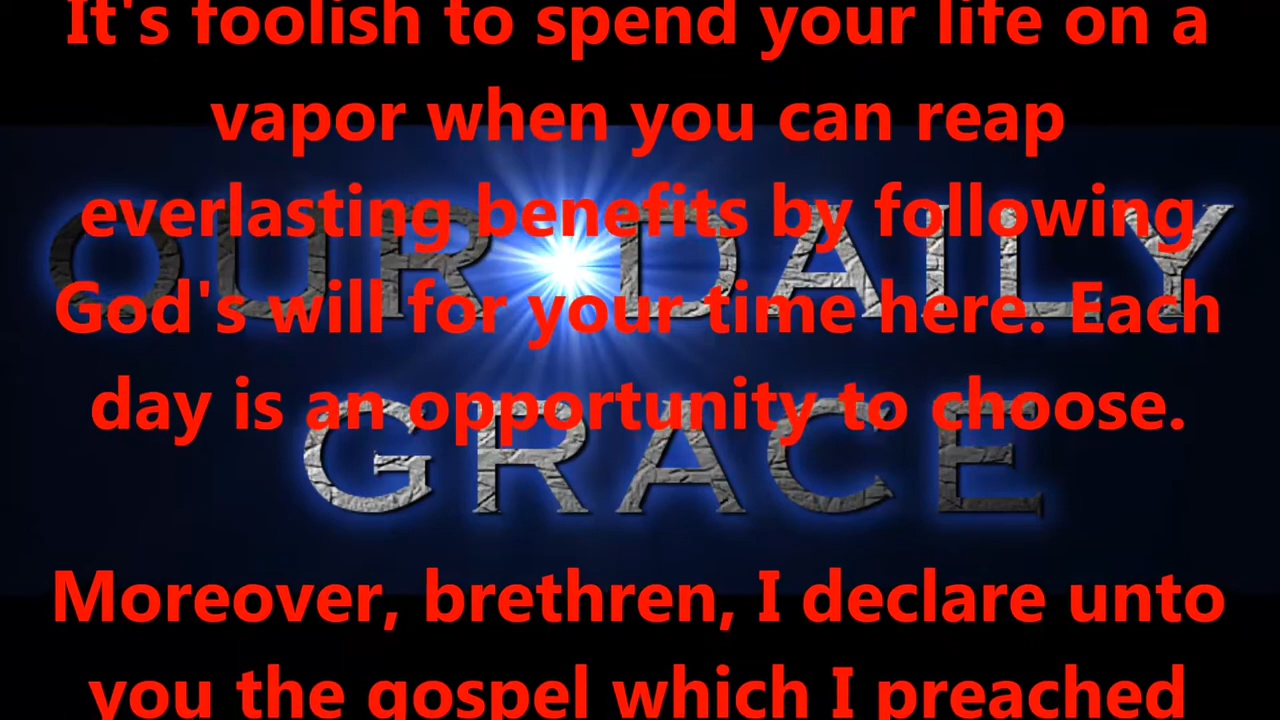 It's foolish to spend your life on a
vapor when you can reap
everlasting benefits by following
God's will for your time here. Each
day is an opportunity to choose.
Moreover, brethren, I declare unto
you the gospel which I preached
OUR DAILY
GRACE